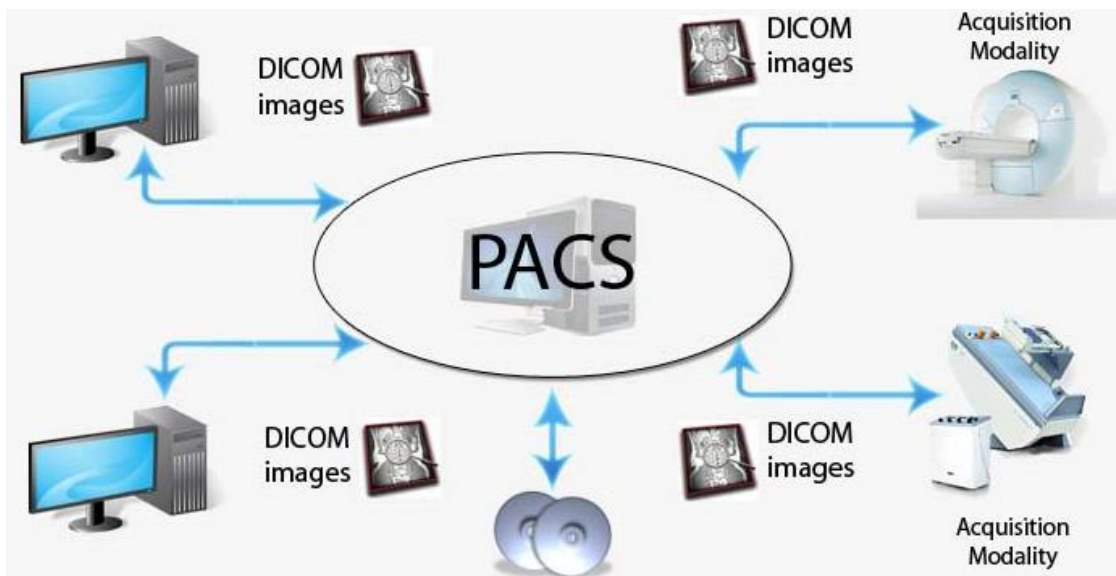 DICOM
images
DICOM
images
Acquisition
Modality
PACS
DICOM
images
DICOM
images
Acquisition
Modality